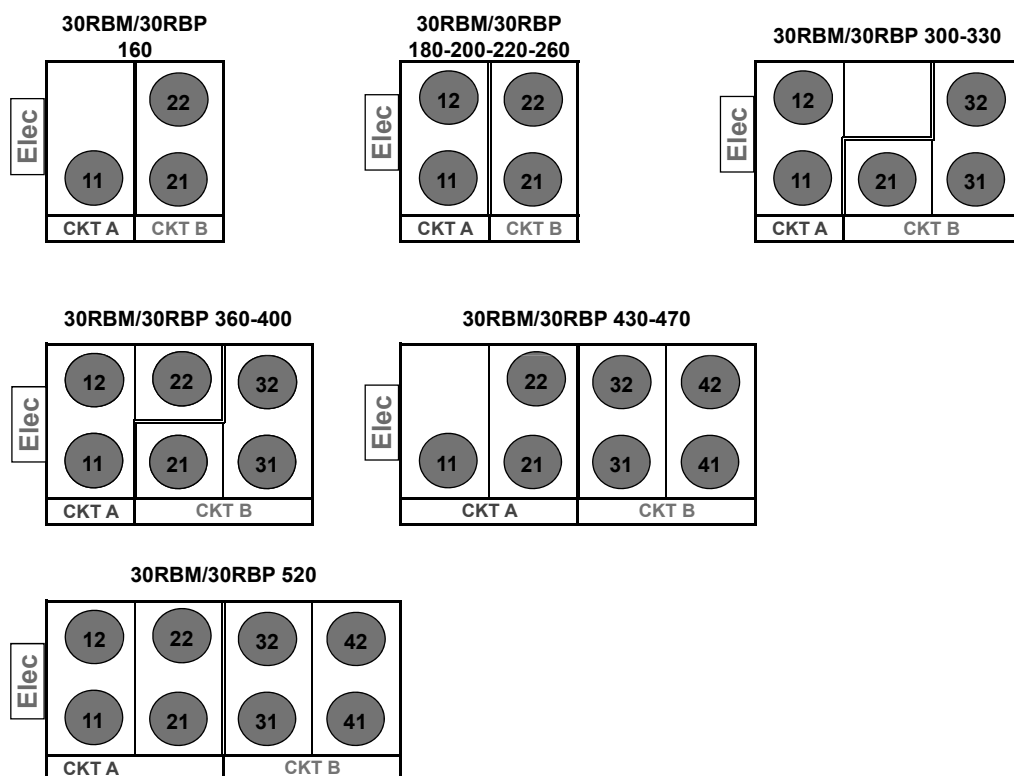 30RBM/30RBP
160
Elec
22
11
21
CKT A
CKT B
30RBM/30RBP
180-200-220-260
Elec
12
22
11
21
CKT A
CKT B
30RBM/30RBP 300-330
Elec
12
32
11
21
31
CKT A
CKT B
30RBM/30RBP 360-400
Elec
12
22
32
11
21
31
CKT A
CKT B
30RBM/30RBP 430-470
Elec
22
32
42
11
21
31
41
CKT A
CKT B
30RBM/30RBP 520
Elec
12
22
32
42
11
21
31
41
CKT A
CKT B